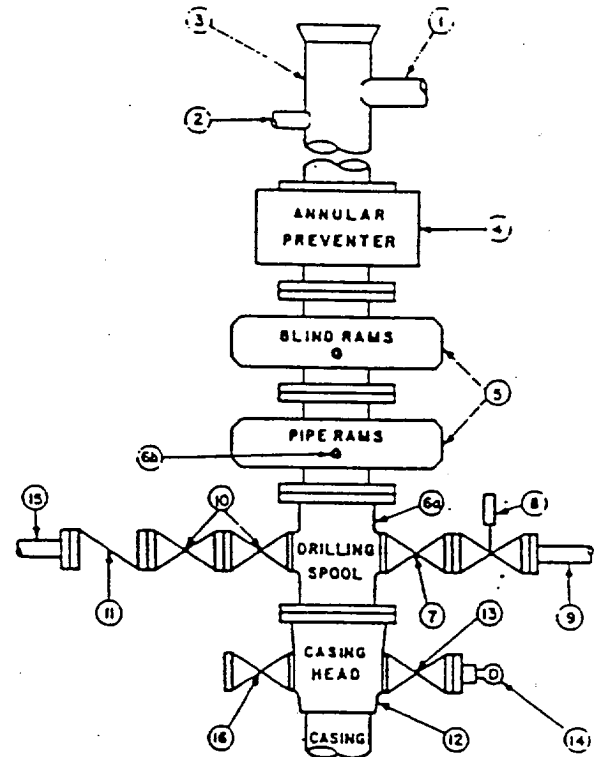 3
1
2
ANNULAR
PREVENTER
4
BLIND RAMS
5
PIPE RAMS
6b
15
10
6a
8
DRILLING
SPOOL
11
7
9
13
CASING
HEAD
16
12
14
CASING